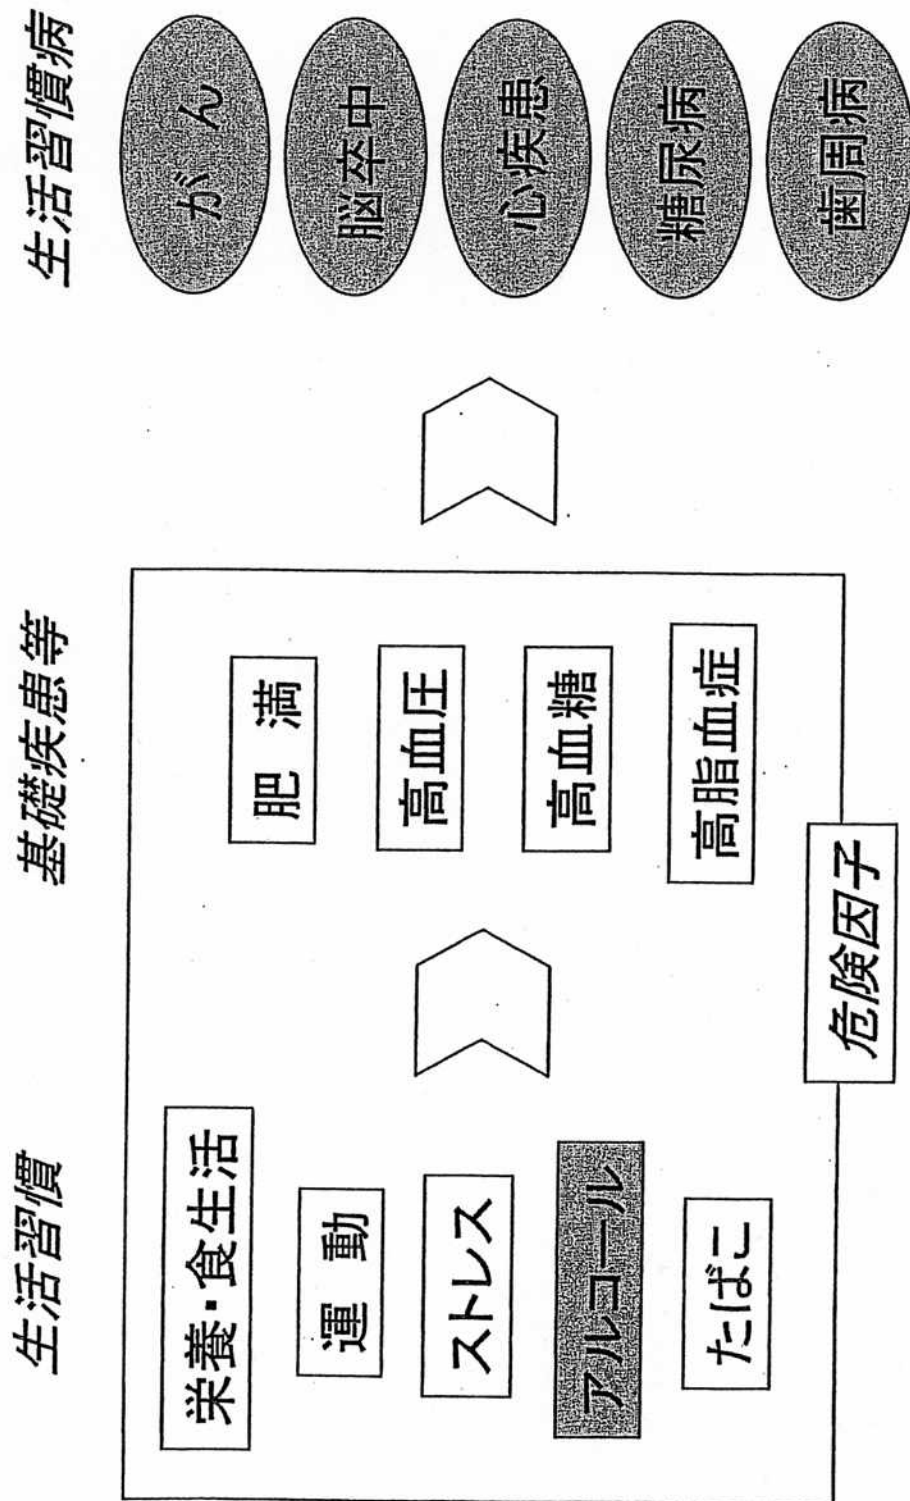 生活習慣
基礎疾患等
生活習慣病
栄養・食生活
運動
ストレス
アルコール
たばこ
肥満
高血圧
高血糖
高脂血症
危険因子
がん
脳卒中
心疾患
糖尿病
歯周病